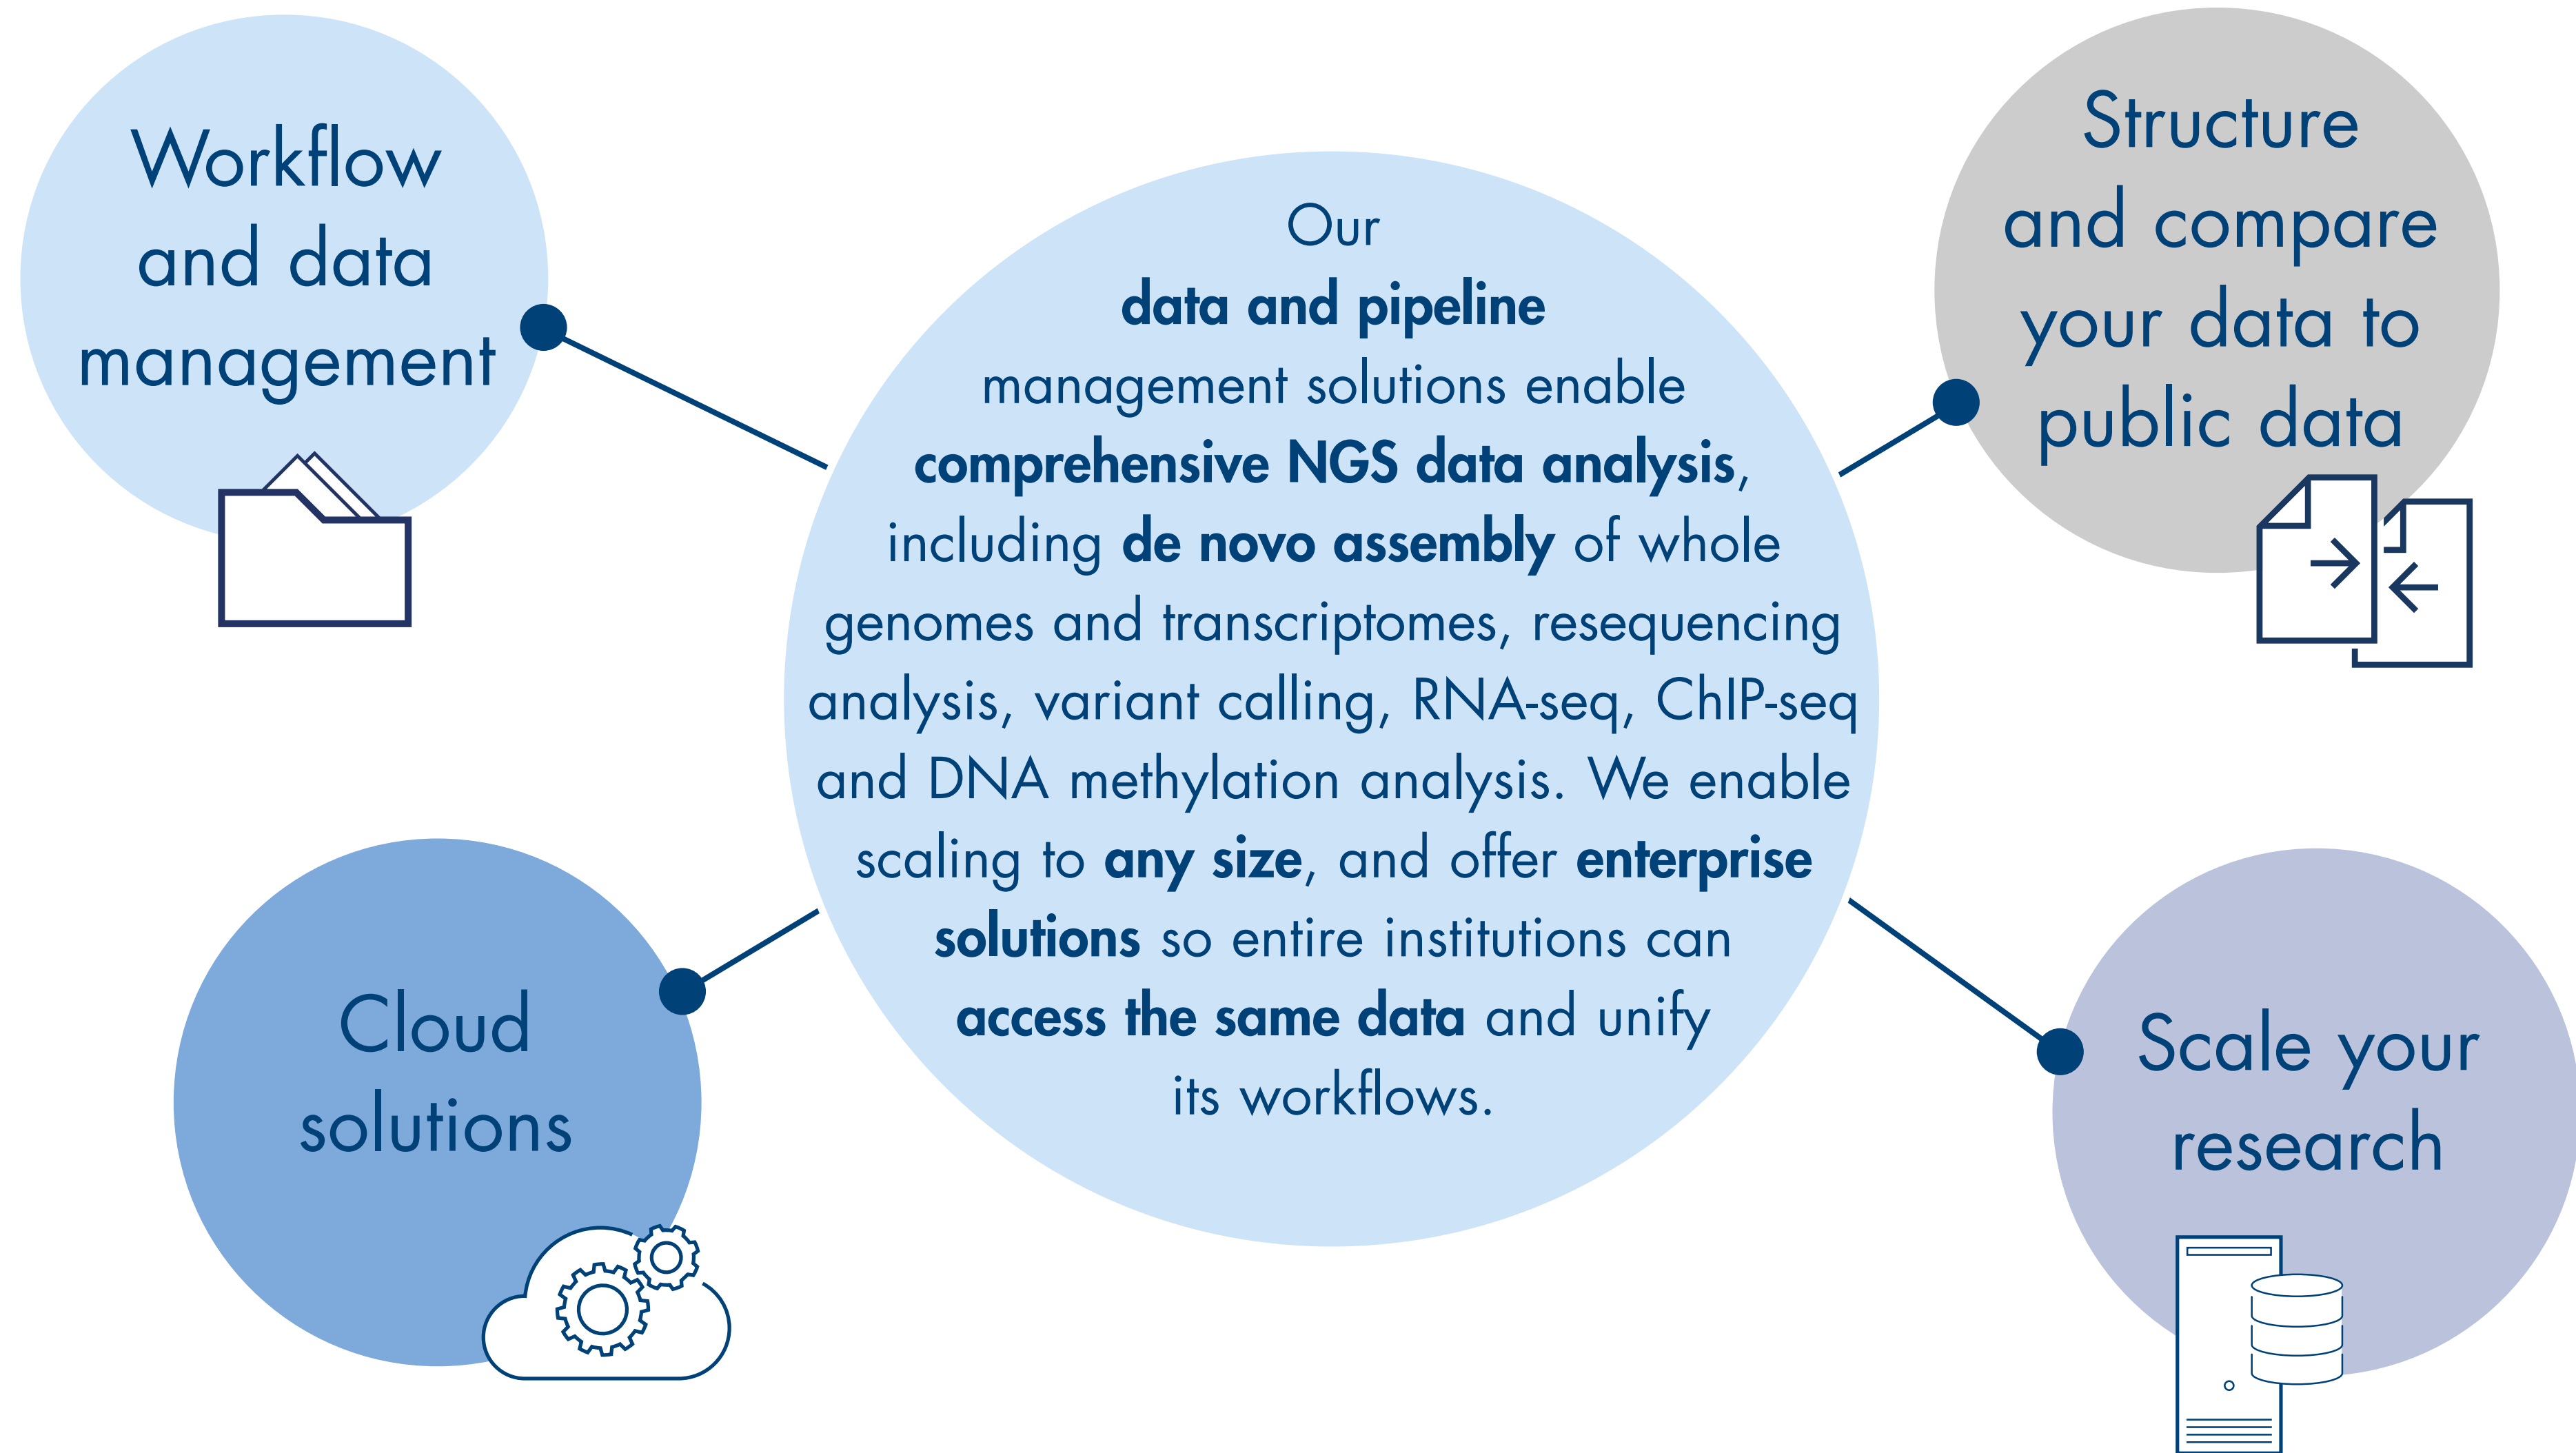 Workflow
and data
management
Structure
and compare
your data to
public data
Our
data and pipeline
management solutions enable
comprehensive NGS data analysis,
including de novo assembly of whole
genomes and transcriptomes, resequencing
analysis, variant calling, RNA-seq, ChIP-seq
and DNA methylation analysis. We enable
scaling to any size, and offer enterprise
solutions so entire institutions can
access the same data and unify
its workflows.
Cloud
solutions
Scale your
research